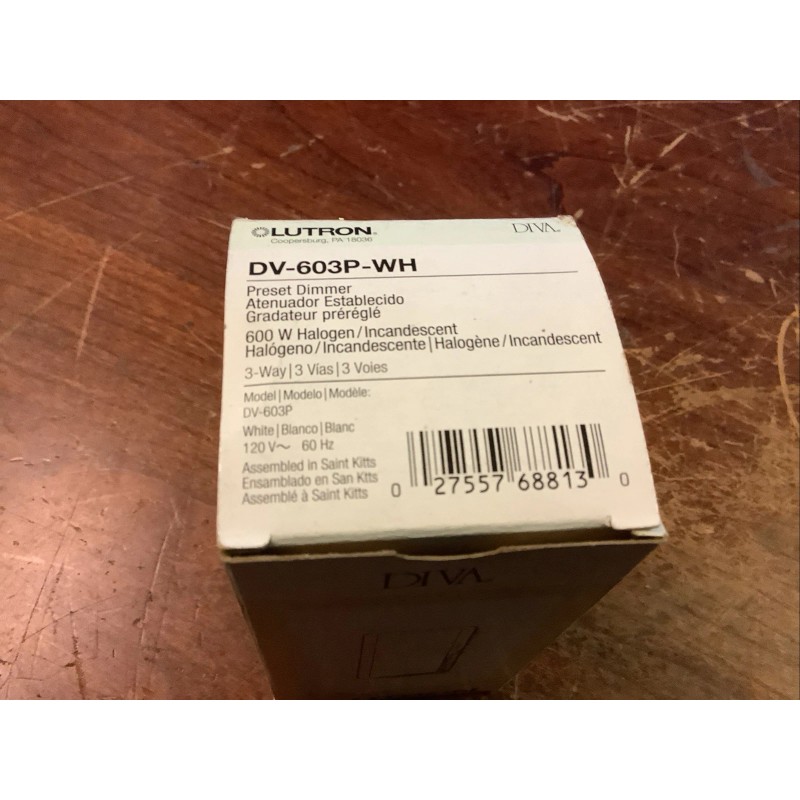 LUTRON® DIVA®
Coopersburg, PA 18036
DV-603P-WH
Preset Dimmer
Atenuador Establecido
Gradateur préréglé
600 W Halogen/Incandescent
Halógeno/Incandescente|Halogène/Incandescent
3-Way|3 Vías|3 Voies
Model|Modelo|Modèle:
DV-603P
White|Blanco|Blanc
120 V~ 60 Hz
Assembled in Saint Kitts
Ensamblado en San Kitts
Assemblé à Saint Kitts
0 27557 68813 0
DIVA®